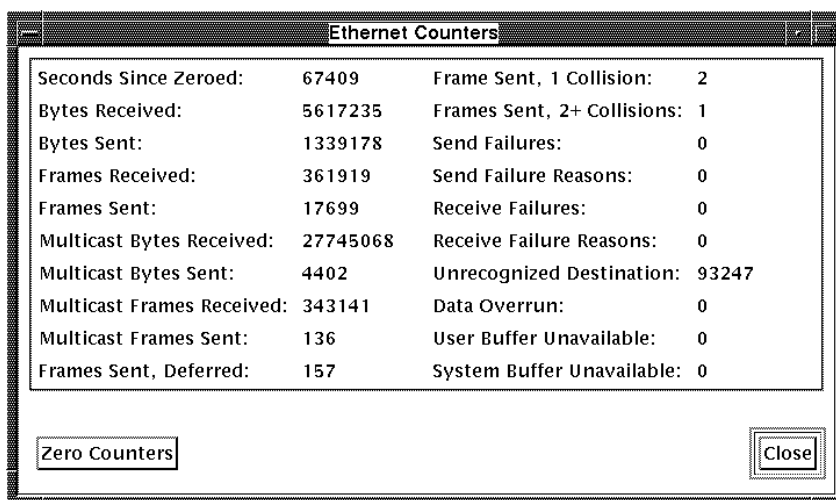 Ethernet Counters
Seconds Since Zeroed: 67409 Frame Sent, 1 Collision: 2
Bytes Received: 5617235 Frames Sent, 2+ Collisions: 1
Bytes Sent: 1339178 Send Failures: 0
Frames Received: 361919 Send Failure Reasons: 0
Frames Sent: 17699 Receive Failures: 0
Multicast Bytes Received: 27745068 Receive Failure Reasons: 0
Multicast Bytes Sent: 4402 Unrecognized Destination: 93247
Multicast Frames Received: 343141 Data Overrun: 0
Multicast Frames Sent: 136 User Buffer Unavailable: 0
Frames Sent, Deferred: 157 System Buffer Unavailable: 0
Zero Counters Close